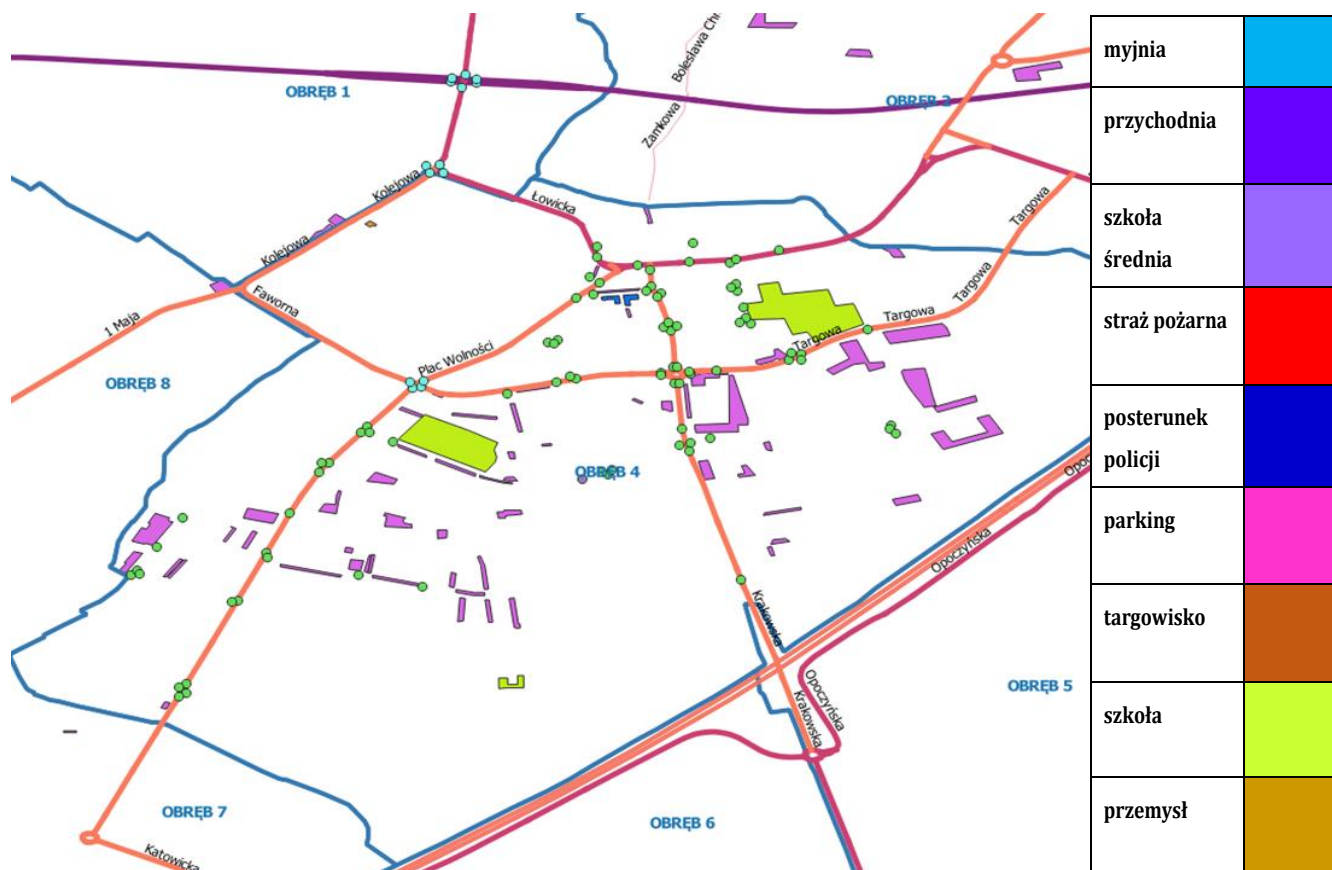 Bolesława Chr
Zamkowa
OBRĘB 1
OBRĘB 2
Kolejowa
Łowicka
Kolejowa
Targowa
Targowa
Targowa
Targowa
Faworna
1 Maja
Plac Wolności
OBRĘB 8
OBRĘB 4
Opoc
Opoczyńska
Krakowska
Krakowska
Opoczyńska
OBRĘB 5
OBRĘB 7
OBRĘB 6
Katowicka
myjnia
przychodnia
szkoła
średnia
straż pożarna
posterunek
policji
parking
targowisko
szkoła
przemysł